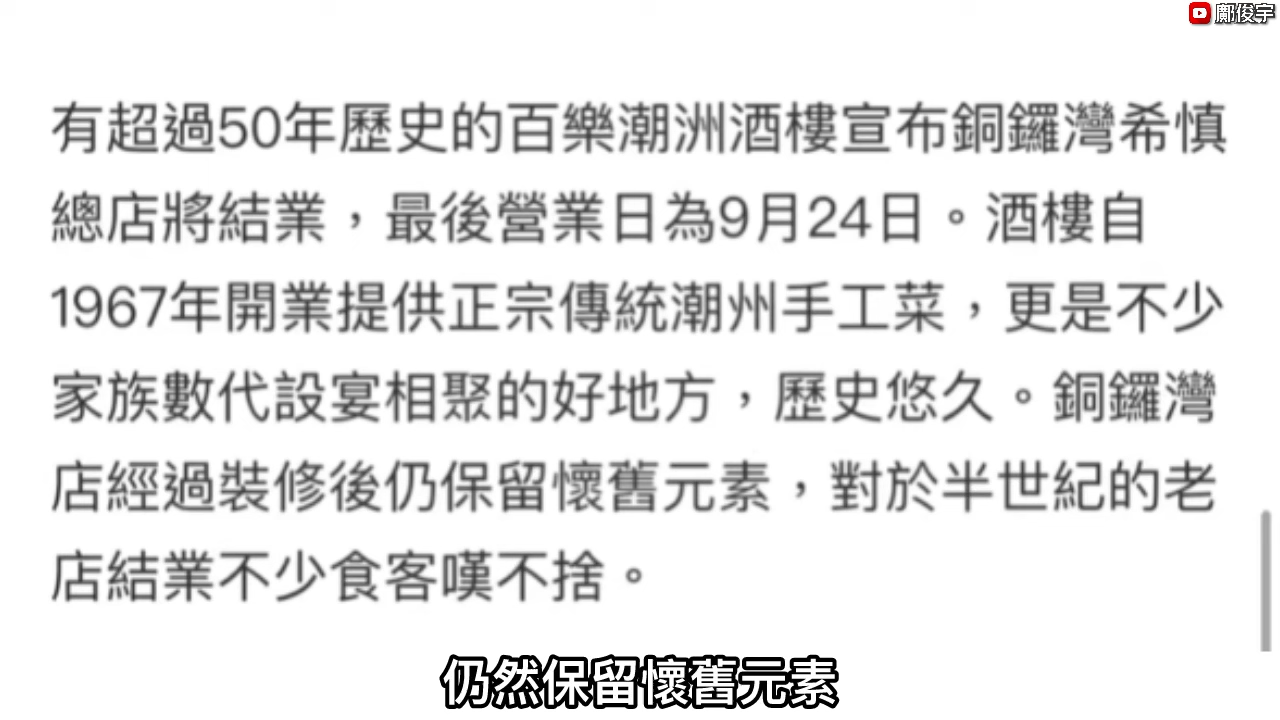 鄺俊宇
有超過50年歷史的百樂潮洲酒樓宣布銅鑼灣希慎
總店將結業，最後營業日為9月24日。酒樓自
1967年開業提供正宗傳統潮州手工菜，更是不少
家族數代設宴相聚的好地方，歷史悠久。銅鑼灣
店經過裝修後仍保留懷舊元素，對於半世紀的老
店結業不少食客嘆不捨。
仍然保留懷舊元素